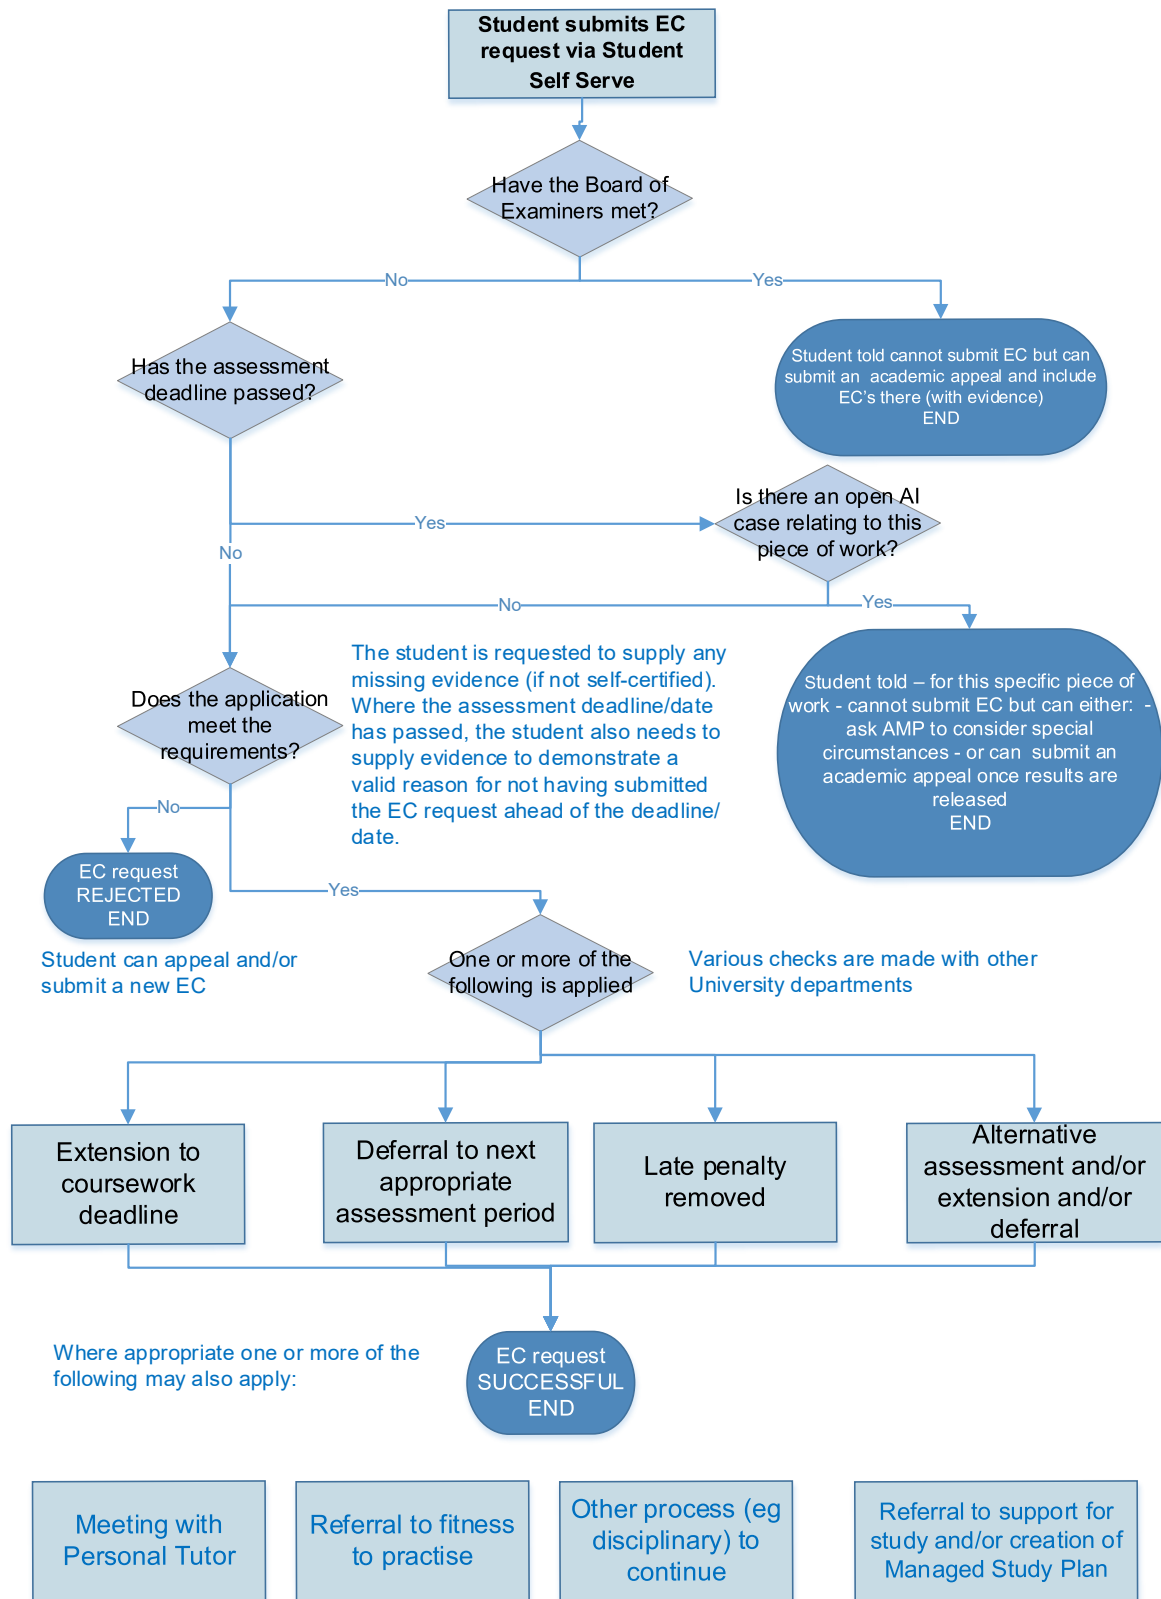 Student submits EC
request via Student
Self Serve
Have the Board of
Examiners met?
No
Yes
Has the assessment
deadline passed?
Student told cannot submit EC but can
submit an  academic appeal and include
EC's there (with evidence)
END
Is there an open AI
case relating to this
piece of work?
Yes
No
No
Yes
Does the application
meet the
requirements?
The student is requested to supply any
missing evidence (if not self-certified).
Where the assessment deadline/date
has passed, the student also needs to
supply evidence to demonstrate a
valid reason for not having submitted
the EC request ahead of the deadline/
date.
Student told – for this specific piece of
work - cannot submit EC but can either:  -
ask AMP to consider special
circumstances - or can  submit an
academic appeal once results are
released
END
No
EC request
REJECTED
END
Yes
Student can appeal and/or
submit a new EC
One or more of the
following is applied
Various checks are made with other
University departments
Extension to
coursework
deadline
Deferral to next
appropriate
assessment period
Late penalty
removed
Alternative
assessment and/or
extension and/or
deferral
Where appropriate one or more of the
following may also apply:
EC request
SUCCESSFUL
END
Meeting with
Personal Tutor
Referral to fitness
to practise
Other process (eg
disciplinary) to
continue
Referral to support for
study and/or creation of
Managed Study Plan